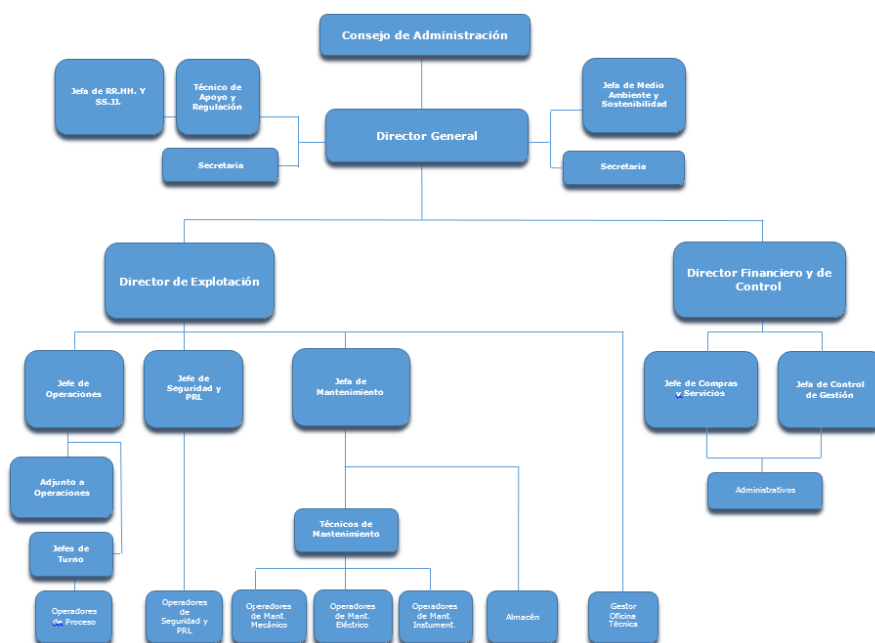 Consejo de Administración
Jefa de RR.HH. Y
SS.JJ.
Técnico de
Apoyo y
Regulación
Jefa de Medio
Ambiente y
Sostenibilidad
Director General
Secretaria
Secretaria
Director de Explotación
Director Financiero y de
Control
Jefe de
Operaciones
Jefe de
Seguridad y
PRL
Jefa de
Mantenimiento
Jefe de Compras
y Servicios
Jefa de Control
de Gestión
Adjunto a
Operaciones
Administrativos
Técnicos de
Mantenimiento
Jefes de
Turno
Operadores
de Proceso
Operadores
de
Seguridad y
PRL
Operadores
de Mant.
Mecánico
Operadores
de Mant.
Eléctrico
Operadores
de Mant.
Instument.
Almacén
Gestor
Oficina
Técnica